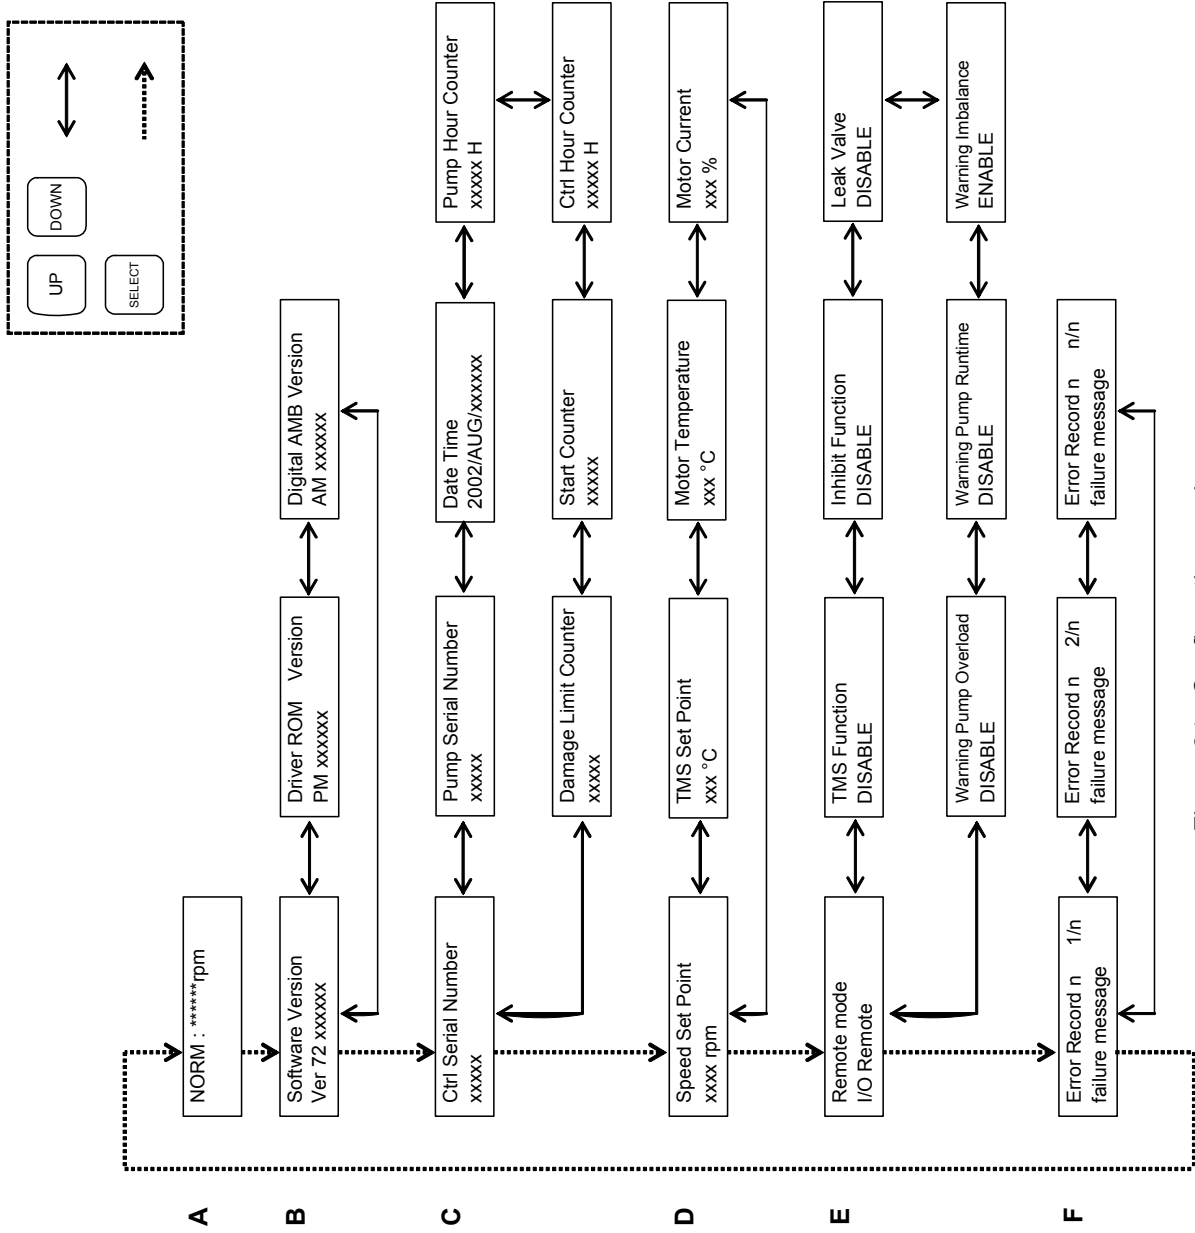 UP
DOWN
SELECT
A
NORM : ******rpm
B
Software Version
Ver 72 xxxxxx
Driver ROM Version
PM xxxxxx
Digital AMB Version
AM xxxxxx
C
Ctrl Serial Number
xxxxx
Pump Serial Number
xxxxx
Date Time
2002/AUG/xxxxxx
Pump Hour Counter
xxxxx H
Damage Limit Counter
xxxxx
Start Counter
xxxxx
Ctrl Hour Counter
xxxxx H
D
Speed Set Point
xxxx rpm
TMS Set Point
xxx °C
Motor Temperature
xxx °C
Motor Current
xxx %
E
Remote mode
I/O Remote
TMS Function
DISABLE
Inhibit Function
DISABLE
Leak Valve
DISABLE
Warning Pump Overload
DISABLE
Warning Pump Runtime
DISABLE
Warning Imbalance
ENABLE
F
Error Record n 1/n
failure message
Error Record n 2/n
failure message
Error Record n n/n
failure message